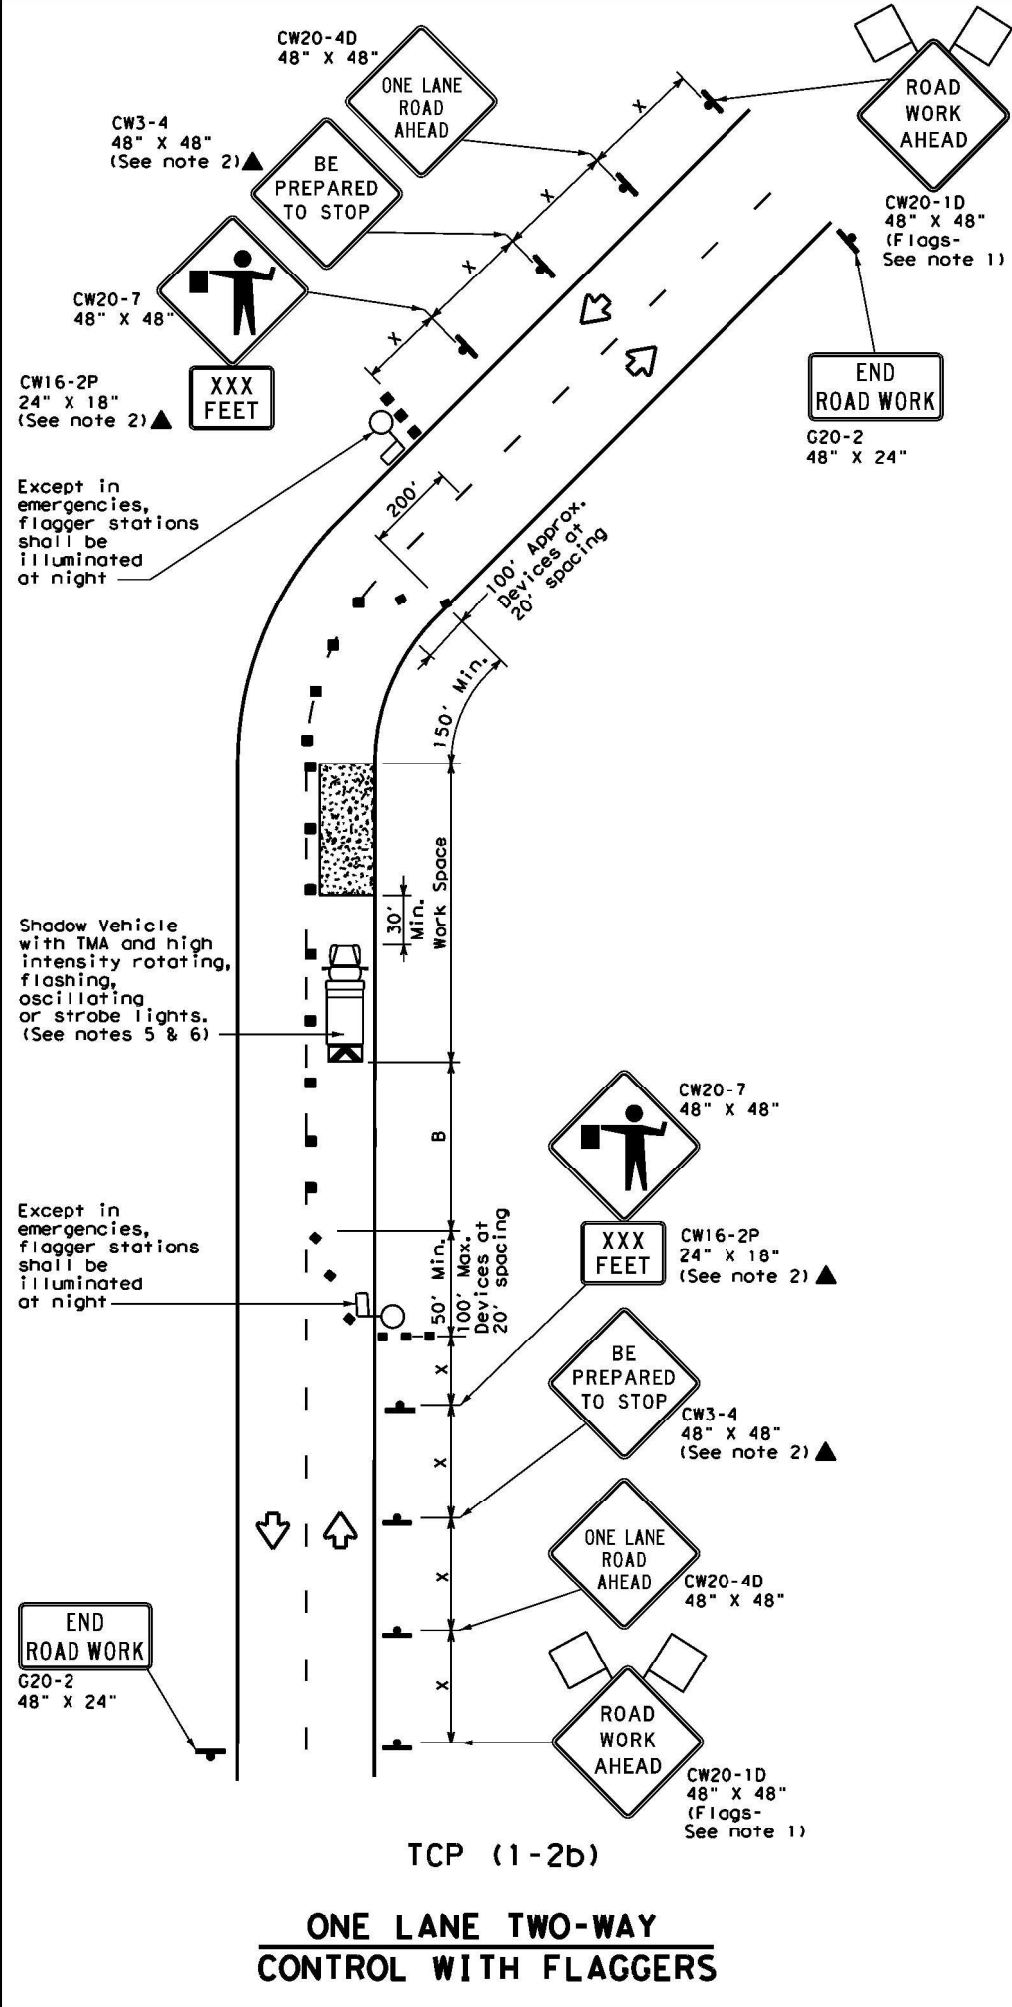 CW20-4D
48" X 48"
ONE LANE
ROAD
AHEAD
ROAD
WORK
AHEAD
CW20-1D
48" X 48"
(Flags-
See note 1)
CW3-4
48" X 48"
(See note 2)▲
BE
PREPARED
TO STOP
X
X
X
X
CW20-7
48" X 48"
CW16-2P
24" X 18"
(See note 2)▲
XXX
FEET
END
ROAD WORK
G20-2
48" X 24"
Except in
emergencies,
flagger stations
shall be
illuminated
at night
200'
100' Approx.
Devices at
20' spacing
150' Min.
Work Space
30'
Min.
Shadow Vehicle
with TMA and high
intensity rotating,
flashing,
oscillating
or strobe lights.
(See notes 5 & 6)
B
CW20-7
48" X 48"
Except in
emergencies,
flagger stations
shall be
illuminated
at night
50' Min.
100' Max.
Devices at
20' spacing
XXX
FEET
CW16-2P
24" X 18"
(See note 2)▲
X
BE
PREPARED
TO STOP
CW3-4
48" X 48"
(See note 2)▲
X
ONE LANE
ROAD
AHEAD
CW20-4D
48" X 48"
X
END
ROAD WORK
G20-2
48" X 24"
X
ROAD
WORK
AHEAD
CW20-1D
48" X 48"
(Flags-
See note 1)
TCP (1-2b)
ONE LANE TWO-WAY
CONTROL WITH FLAGGERS